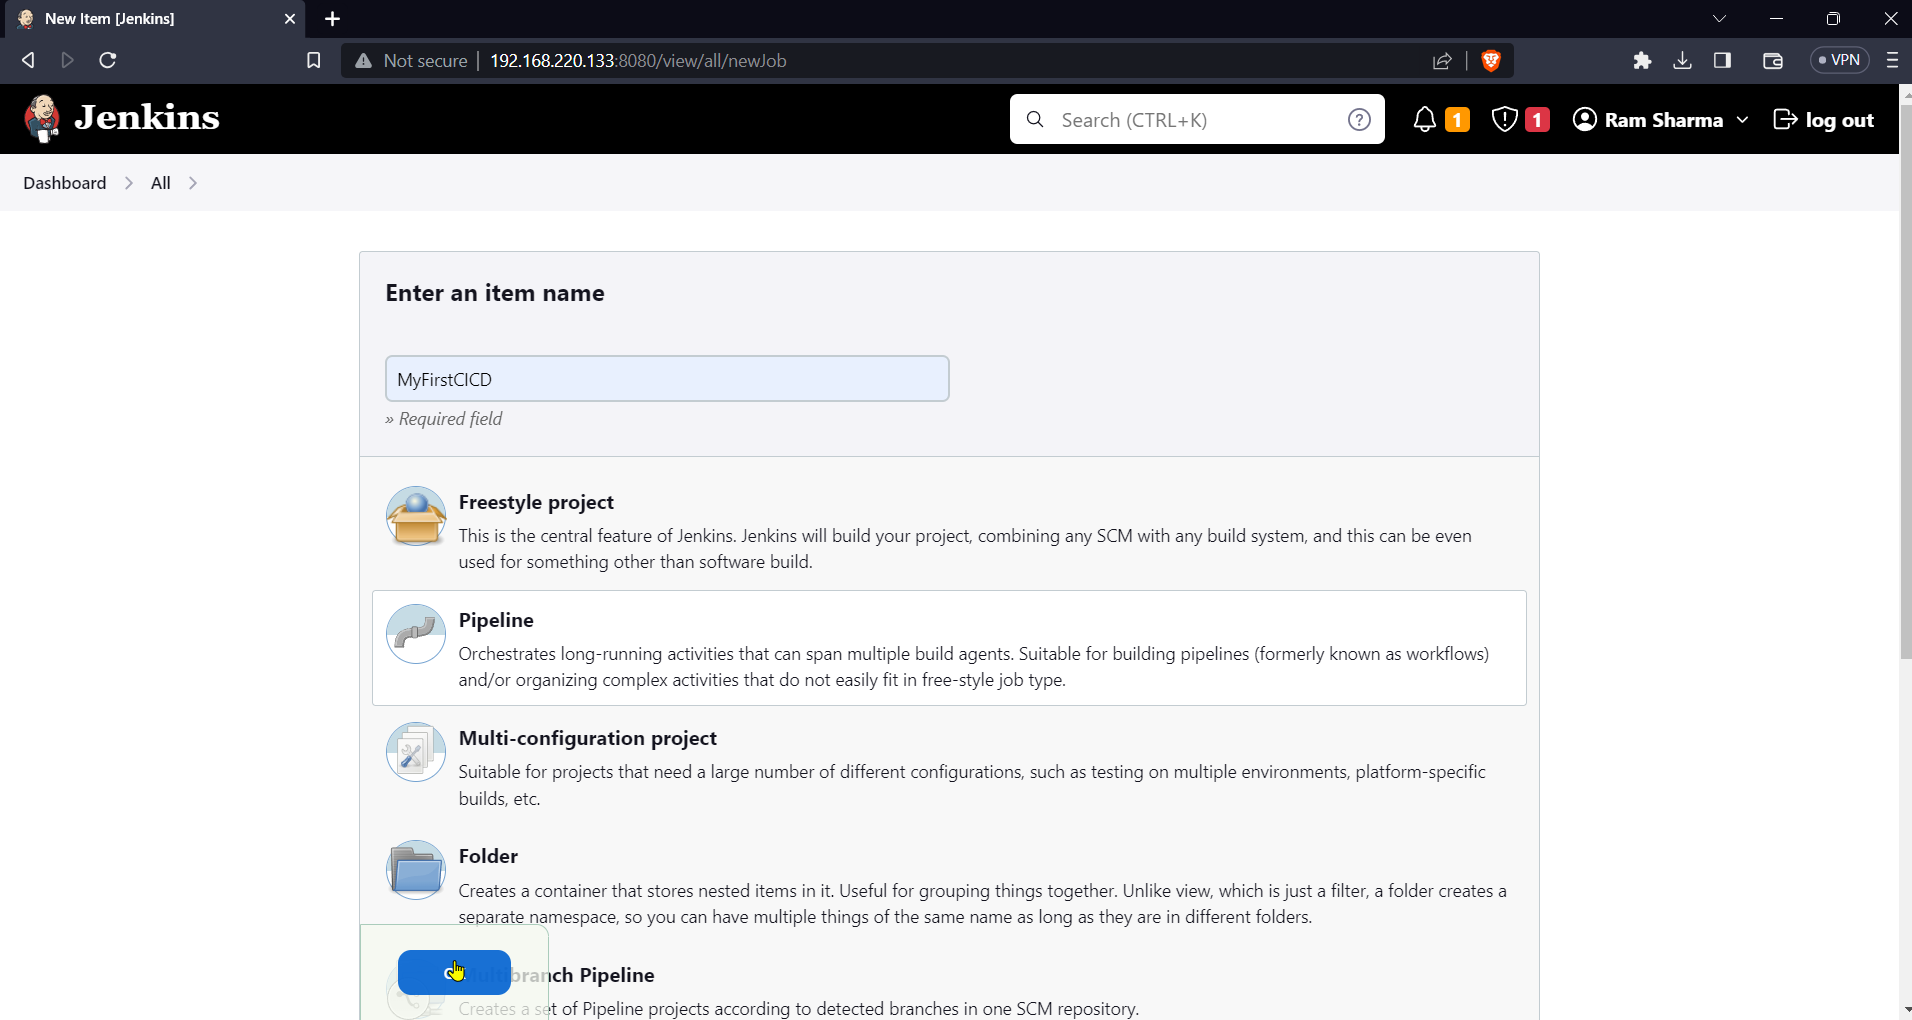 New Item [Jenkins]
Not secure 192.168.220.133:8080/view/all/newJob
VPN
Jenkins
Search (CTRL+K)
1
1
Ram Sharma
log out
Dashboard
All
Enter an item name
MyFirstCICD
» Required field
Freestyle project
This is the central feature of Jenkins. Jenkins will build your project, combining any SCM with any build system, and this can be even
used for something other than software build.
Pipeline
Orchestrates long-running activities that can span multiple build agents. Suitable for building pipelines (formerly known as workflows)
and/or organizing complex activities that do not easily fit in free-style job type.
Multi-configuration project
Suitable for projects that need a large number of different configurations, such as testing on multiple environments, platform-specific
builds, etc.
Folder
Creates a container that stores nested items in it. Useful for grouping things together. Unlike view, which is just a filter, a folder creates a
separate namespace, so you can have multiple things of the same name as long as they are in different folders.
Multibranch Pipeline
Creates a set of Pipeline projects according to detected branches in one SCM repository.